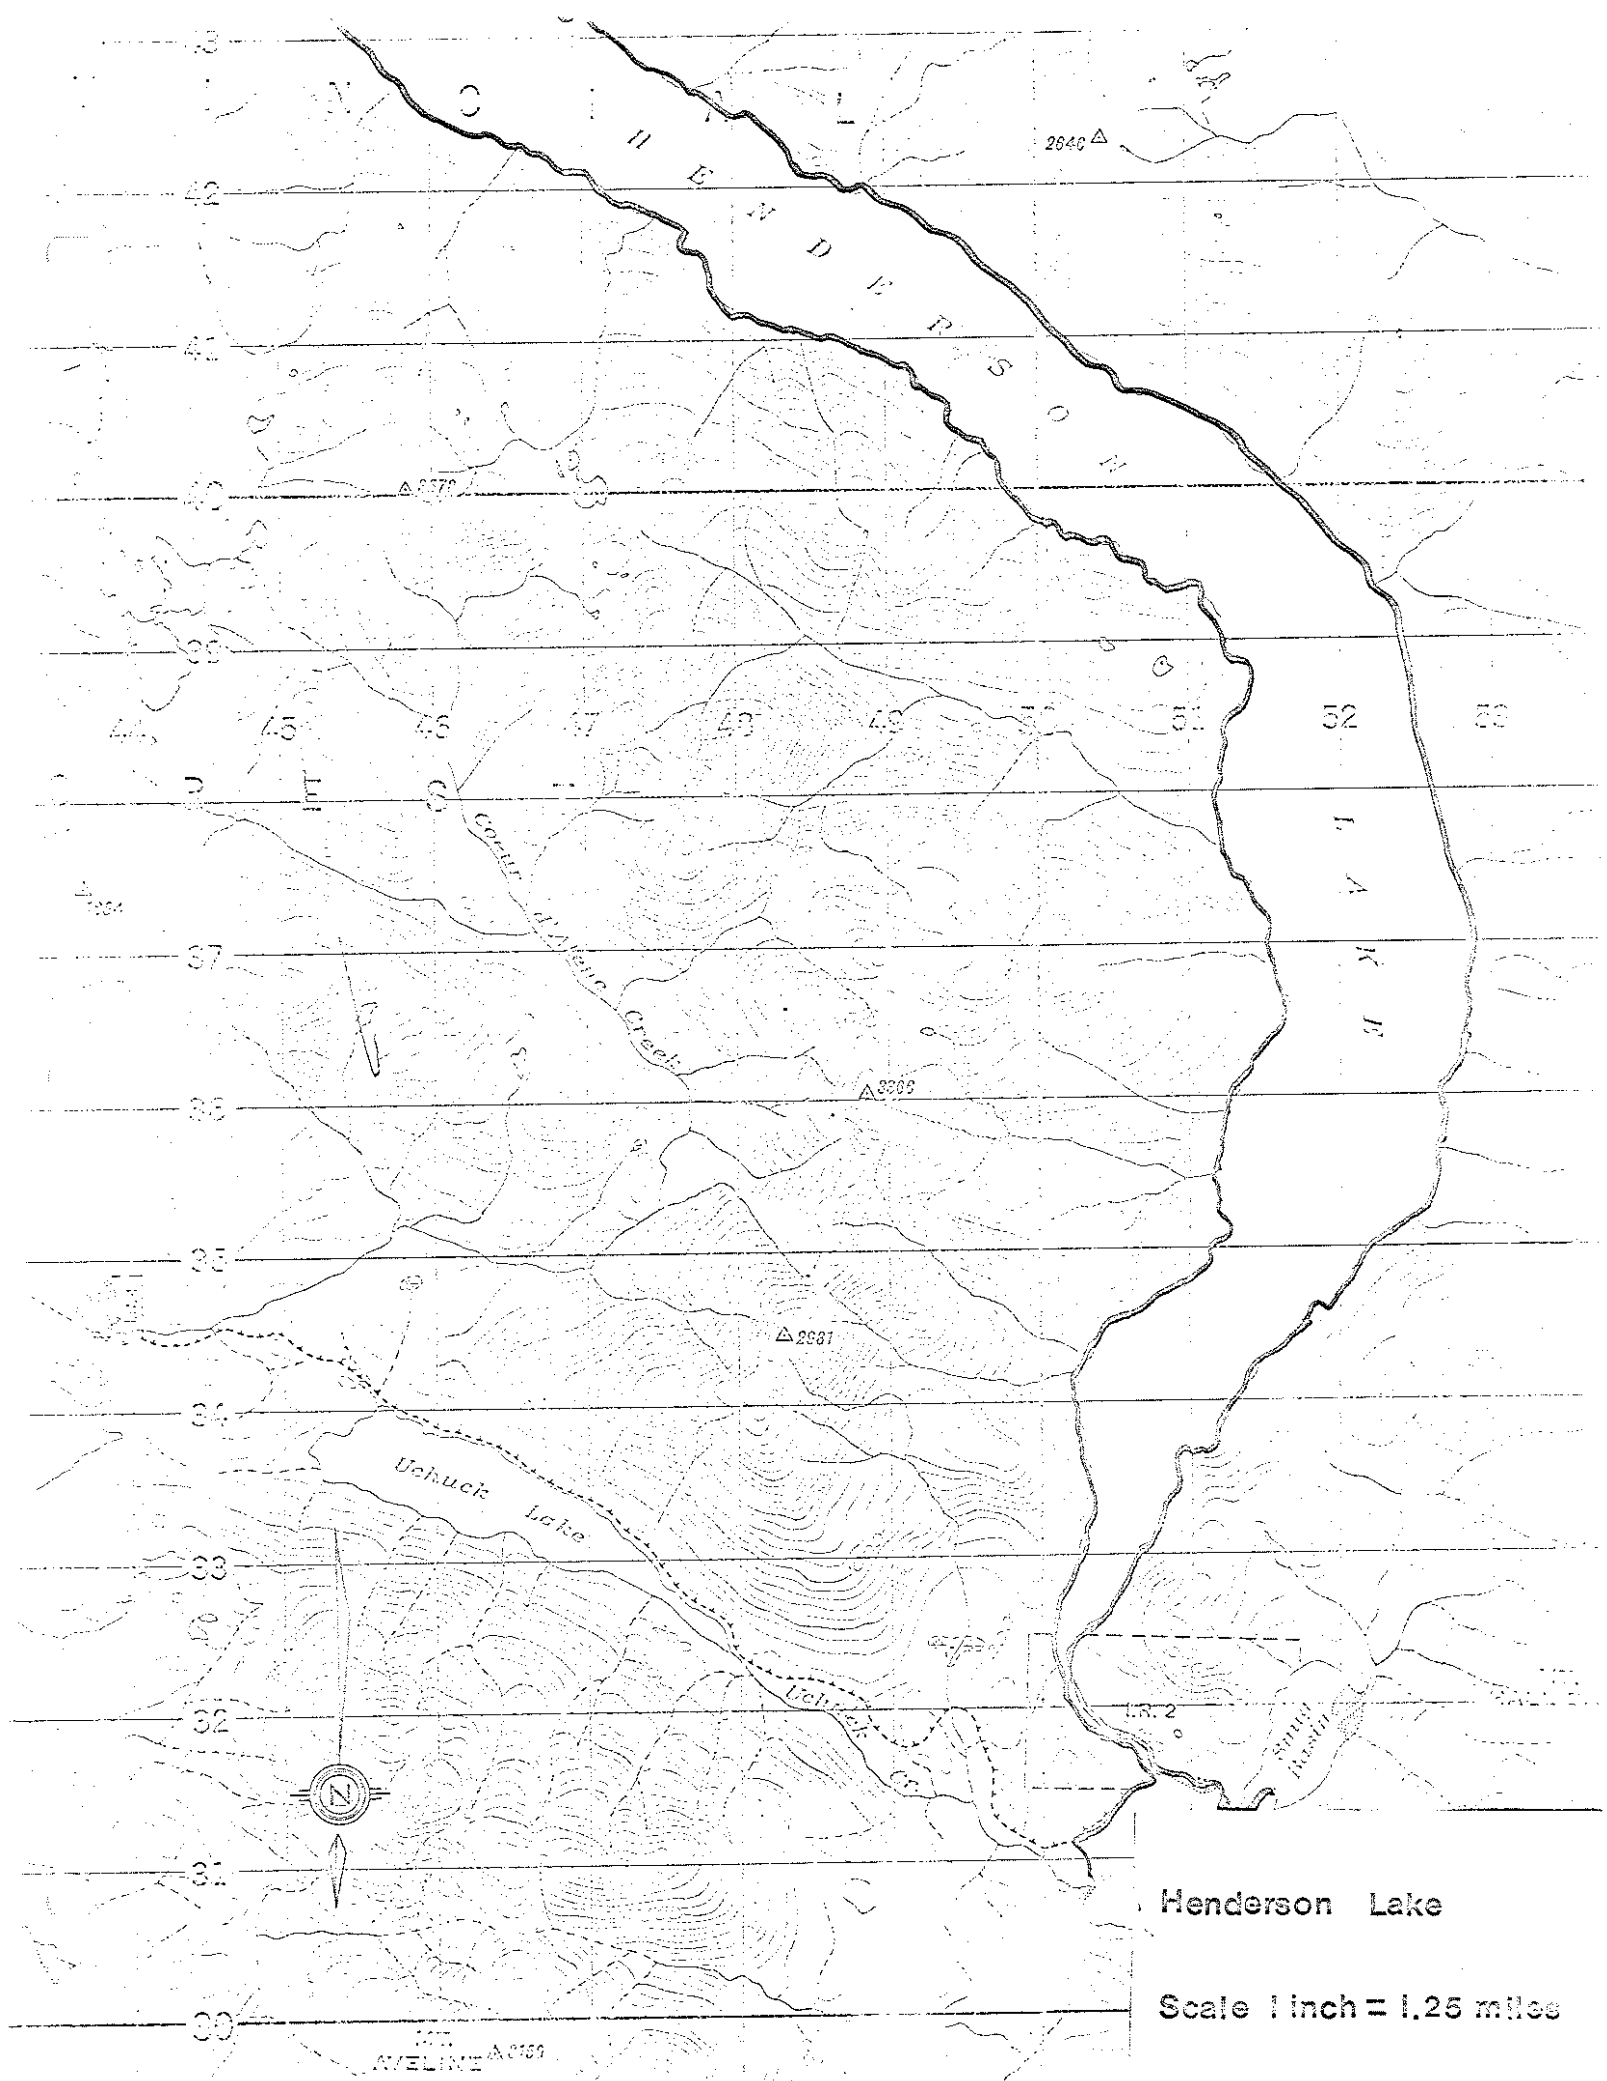 43
N C I A L
HENDERSON
2640
42
41
40
39
44 45 46 47 48 49 50 51 52 53
R E S
LAKE
Coeur d'Alene Creek
37
36
35
2981
34
Uchuck Lake
33
Uchuck Cr
I.R. 2
32
Snug Basin
N
31
Henderson Lake
30
Scale 1 inch = 1.25 miles
AVELINE